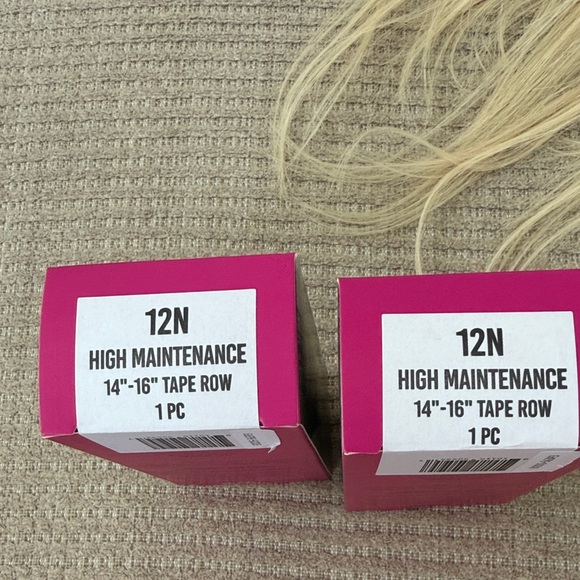 12N
HIGH MAINTENANCE
14"-16" TAPE ROW
1 PC
12N
HIGH MAINTENANCE
14"-16" TAPE ROW
1 PC